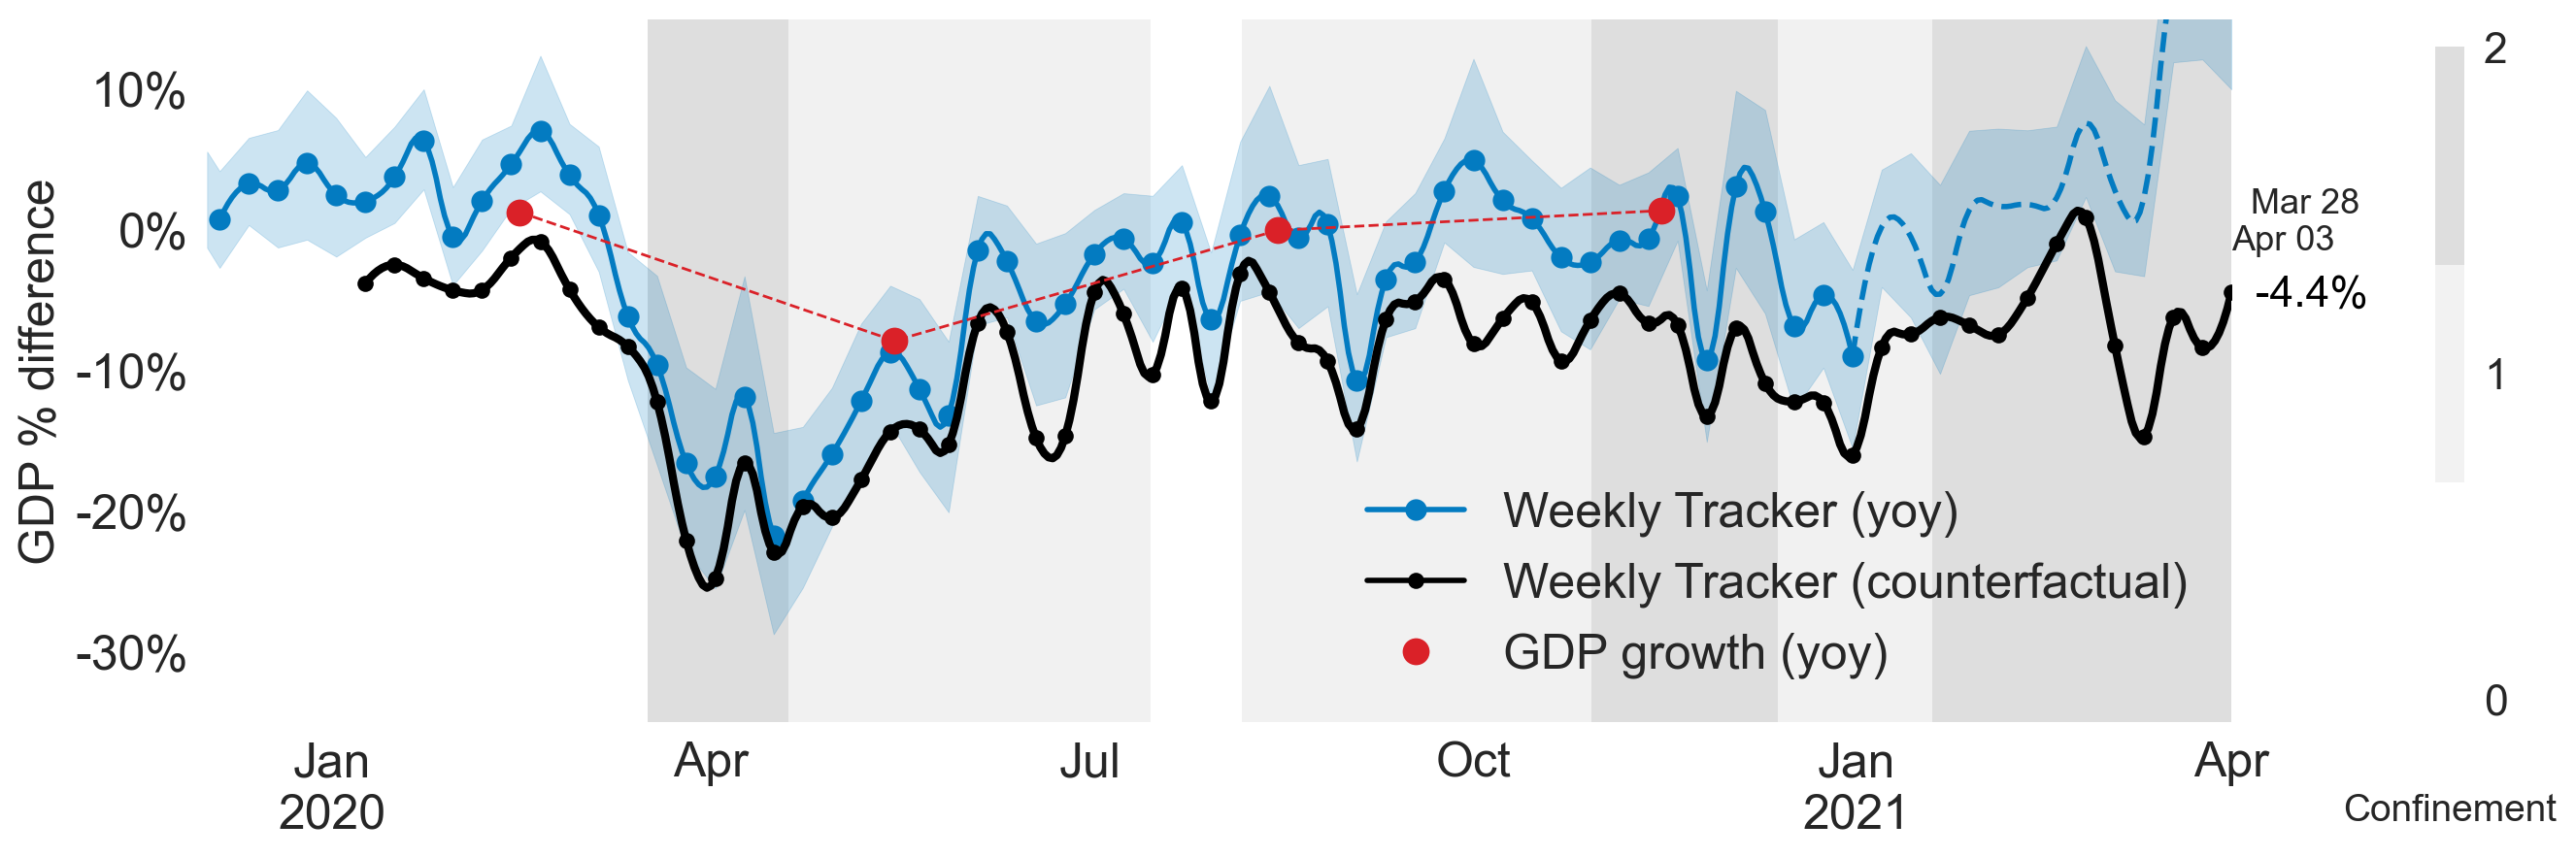 GDP % difference
10%
0%
-10%
-20%
-30%
Weekly Tracker (yoy)
Weekly Tracker (counterfactual)
GDP growth (yoy)
Mar 28
Apr 03
-4.4%
2
1
0
Confinement
Jan
2020
Apr
Jul
Oct
Jan
2021
Apr